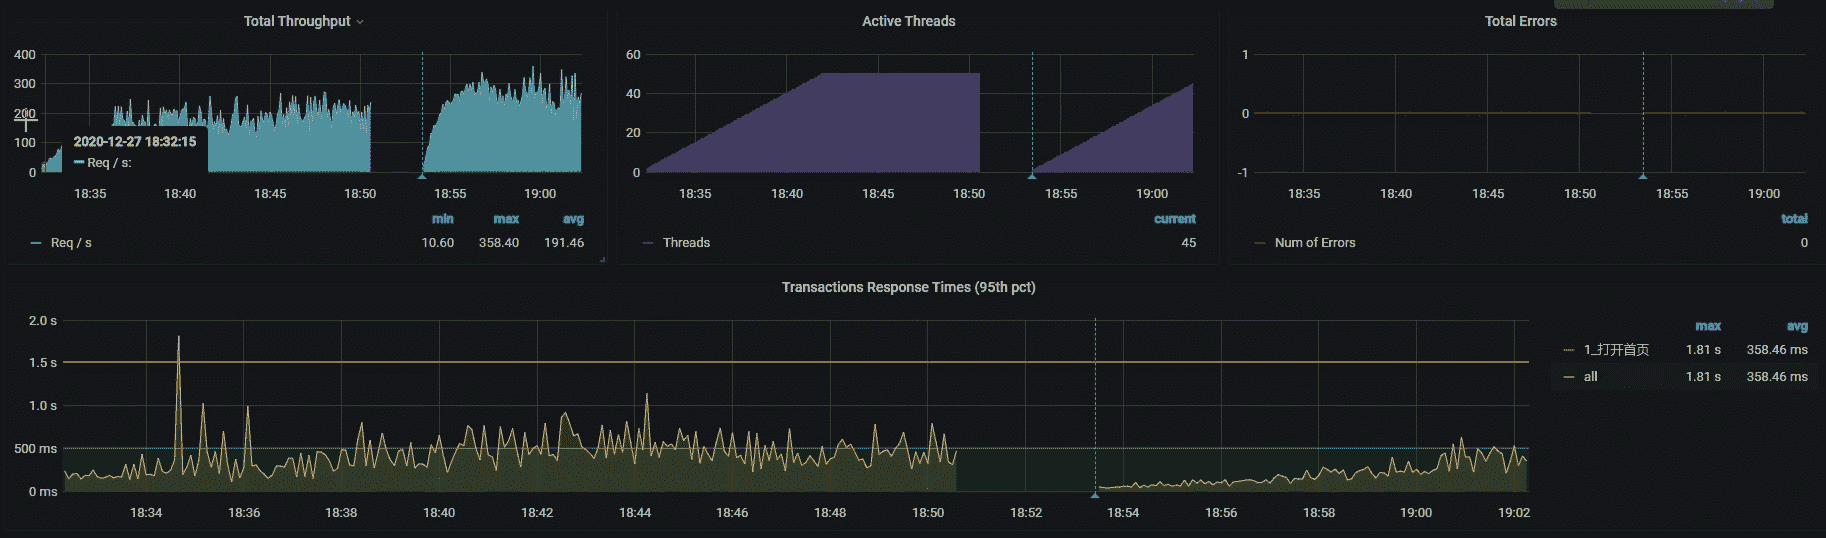 Total Throughput
400
300
200
100
0
2020-12-27 18:32:15
Req / s:
18:35 18:40 18:45 18:50 18:55 19:00
min max avg
Req / s 10.60 358.40 191.46
Active Threads
60
40
20
0
18:35 18:40 18:45 18:50 18:55 19:00
current
Threads 45
Total Errors
1
0
-1
18:35 18:40 18:45 18:50 18:55 19:00
total
Num of Errors 0
Transactions Response Times (95th pct)
2.0 s
1.5 s
1.0 s
500 ms
0 ms
18:34 18:36 18:38 18:40 18:42 18:44 18:46 18:48 18:50 18:52 18:54 18:56 18:58 19:00 19:02
max avg
1_打开首页 1.81 s 358.46 ms
all 1.81 s 358.46 ms